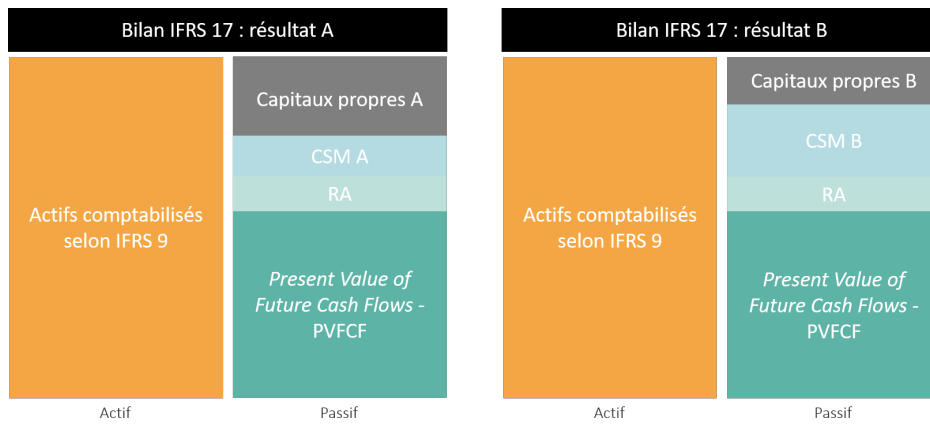 Bilan IFRS 17 : résultat A
Actifs comptabilisés
selon IFRS 9
Capitaux propres A
CSM A
RA
Present Value of
Future Cash Flows -
PVFCF
Actif
Passif
Bilan IFRS 17 : résultat B
Actifs comptabilisés
selon IFRS 9
Capitaux propres B
CSM B
RA
Present Value of
Future Cash Flows -
PVFCF
Actif
Passif